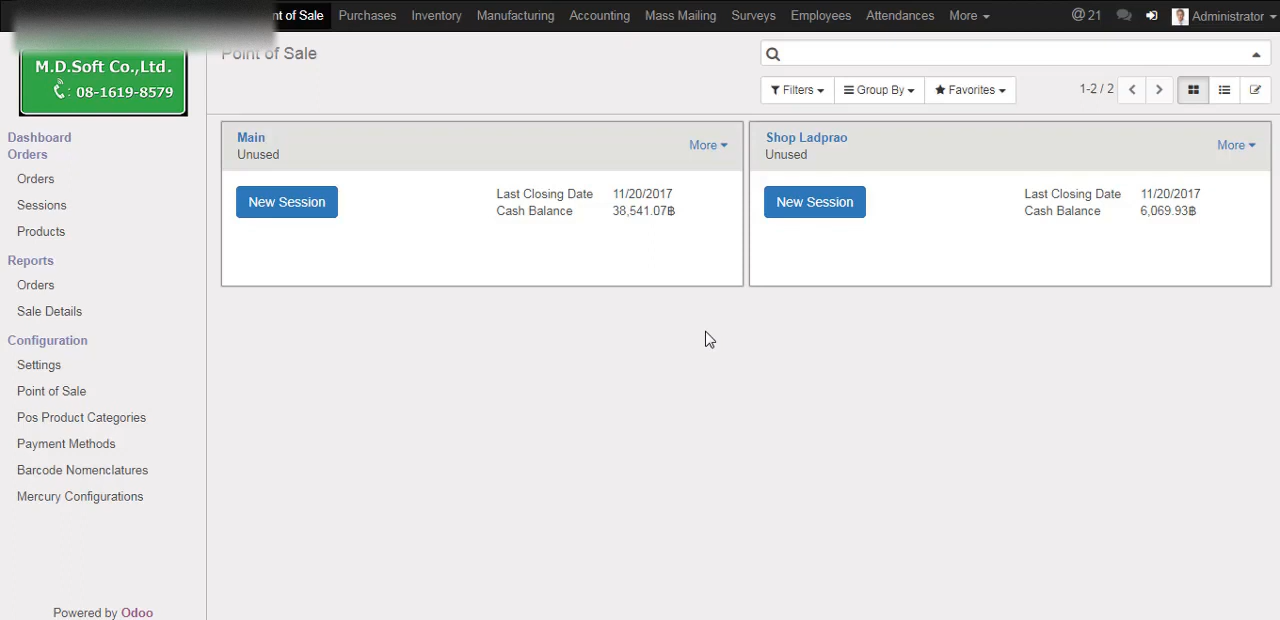 nt of Sale Purchases Inventory Manufacturing Accounting Mass Mailing Surveys Employees Attendances More @ 21 Administrator
M.D.Soft Co.,Ltd.
: 08-1619-8579
Point of Sale
Filters Group By Favorites 1-2 / 2
Dashboard
Orders
Orders
Sessions
Products
Reports
Orders
Sale Details
Configuration
Settings
Point of Sale
Pos Product Categories
Payment Methods
Barcode Nomenclatures
Mercury Configurations
Powered by Odoo
Main
Unused
More
New Session
Last Closing Date 11/20/2017
Cash Balance 38,541.07฿
Shop Ladprao
Unused
More
New Session
Last Closing Date 11/20/2017
Cash Balance 6,069.93฿